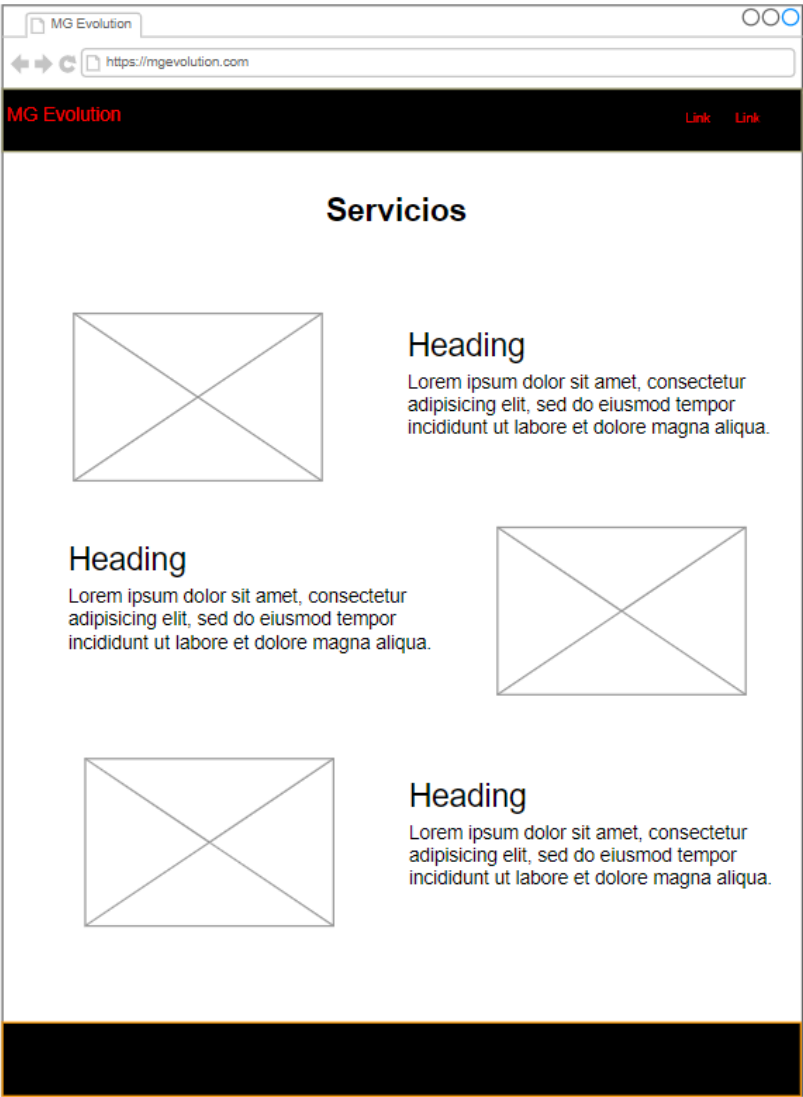 MG Evolution
https://mgevolution.com
MG Evolution
Link Link
Servicios
Heading
Lorem ipsum dolor sit amet, consectetur
adipisicing elit, sed do eiusmod tempor
incididunt ut labore et dolore magna aliqua.
Heading
Lorem ipsum dolor sit amet, consectetur
adipisicing elit, sed do eiusmod tempor
incididunt ut labore et dolore magna aliqua.
Heading
Lorem ipsum dolor sit amet, consectetur
adipisicing elit, sed do eiusmod tempor
incididunt ut labore et dolore magna aliqua.